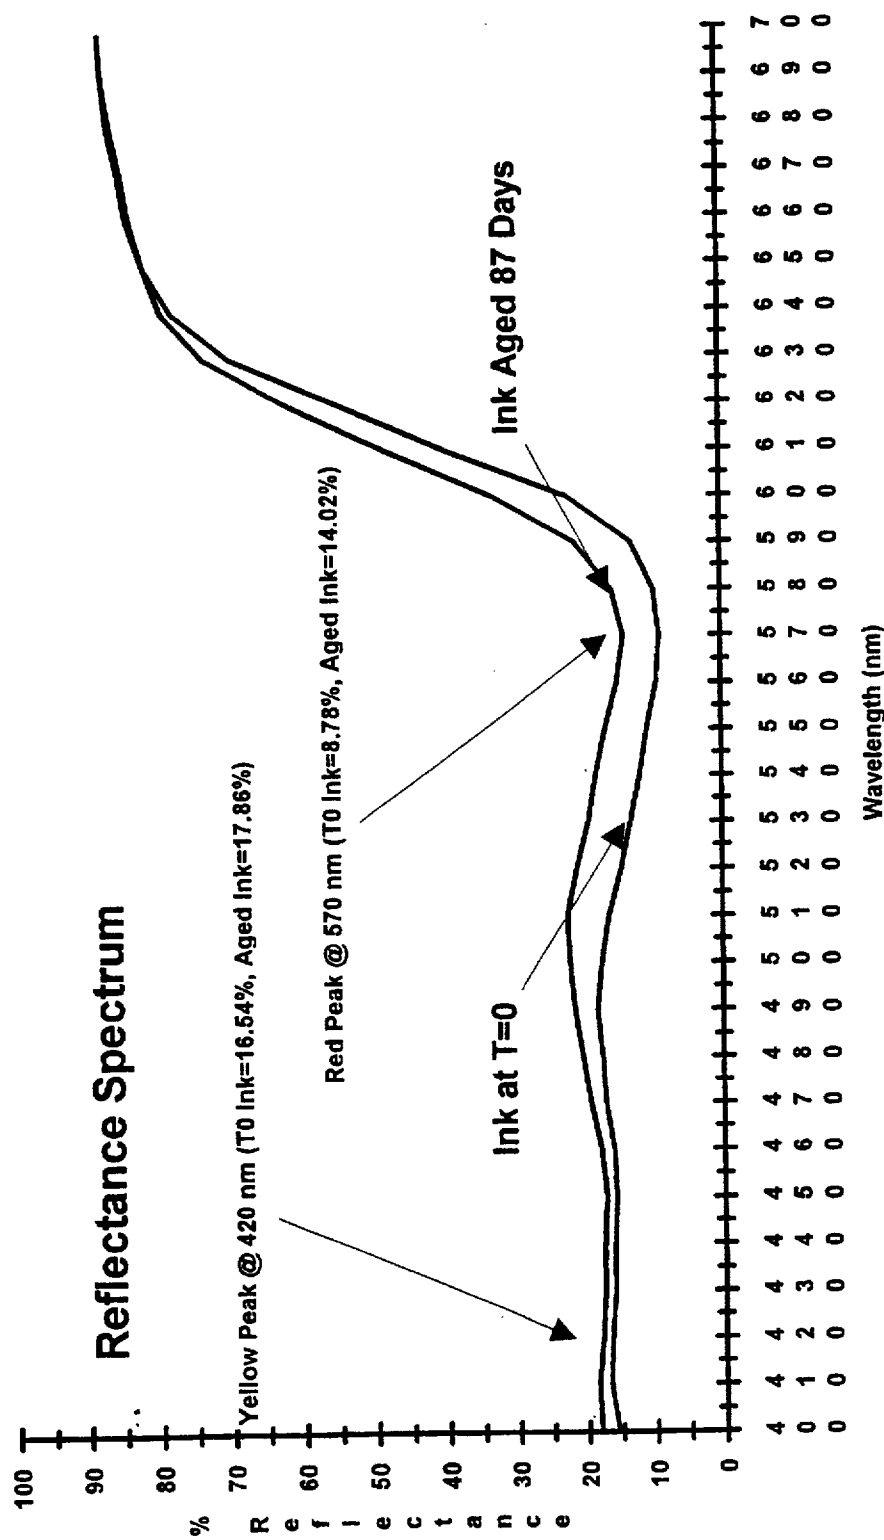 Reflectance Spectrum
Yellow Peak @ 420 nm (T0 Ink=16.54%, Aged Ink=17.86%)
Red Peak @ 570 nm (T0 Ink=8.78%, Aged Ink=14.02%)
Ink at T=0
Ink Aged 87 Days
% Reflectance
100
90
80
70
60
50
40
30
20
10
0
400 410 420 430 440 450 460 470 480 490 500 510 520 530 540 550 560 570 580 590 600 610 620 630 640 650 660 670 680 690 700
Wavelength (nm)